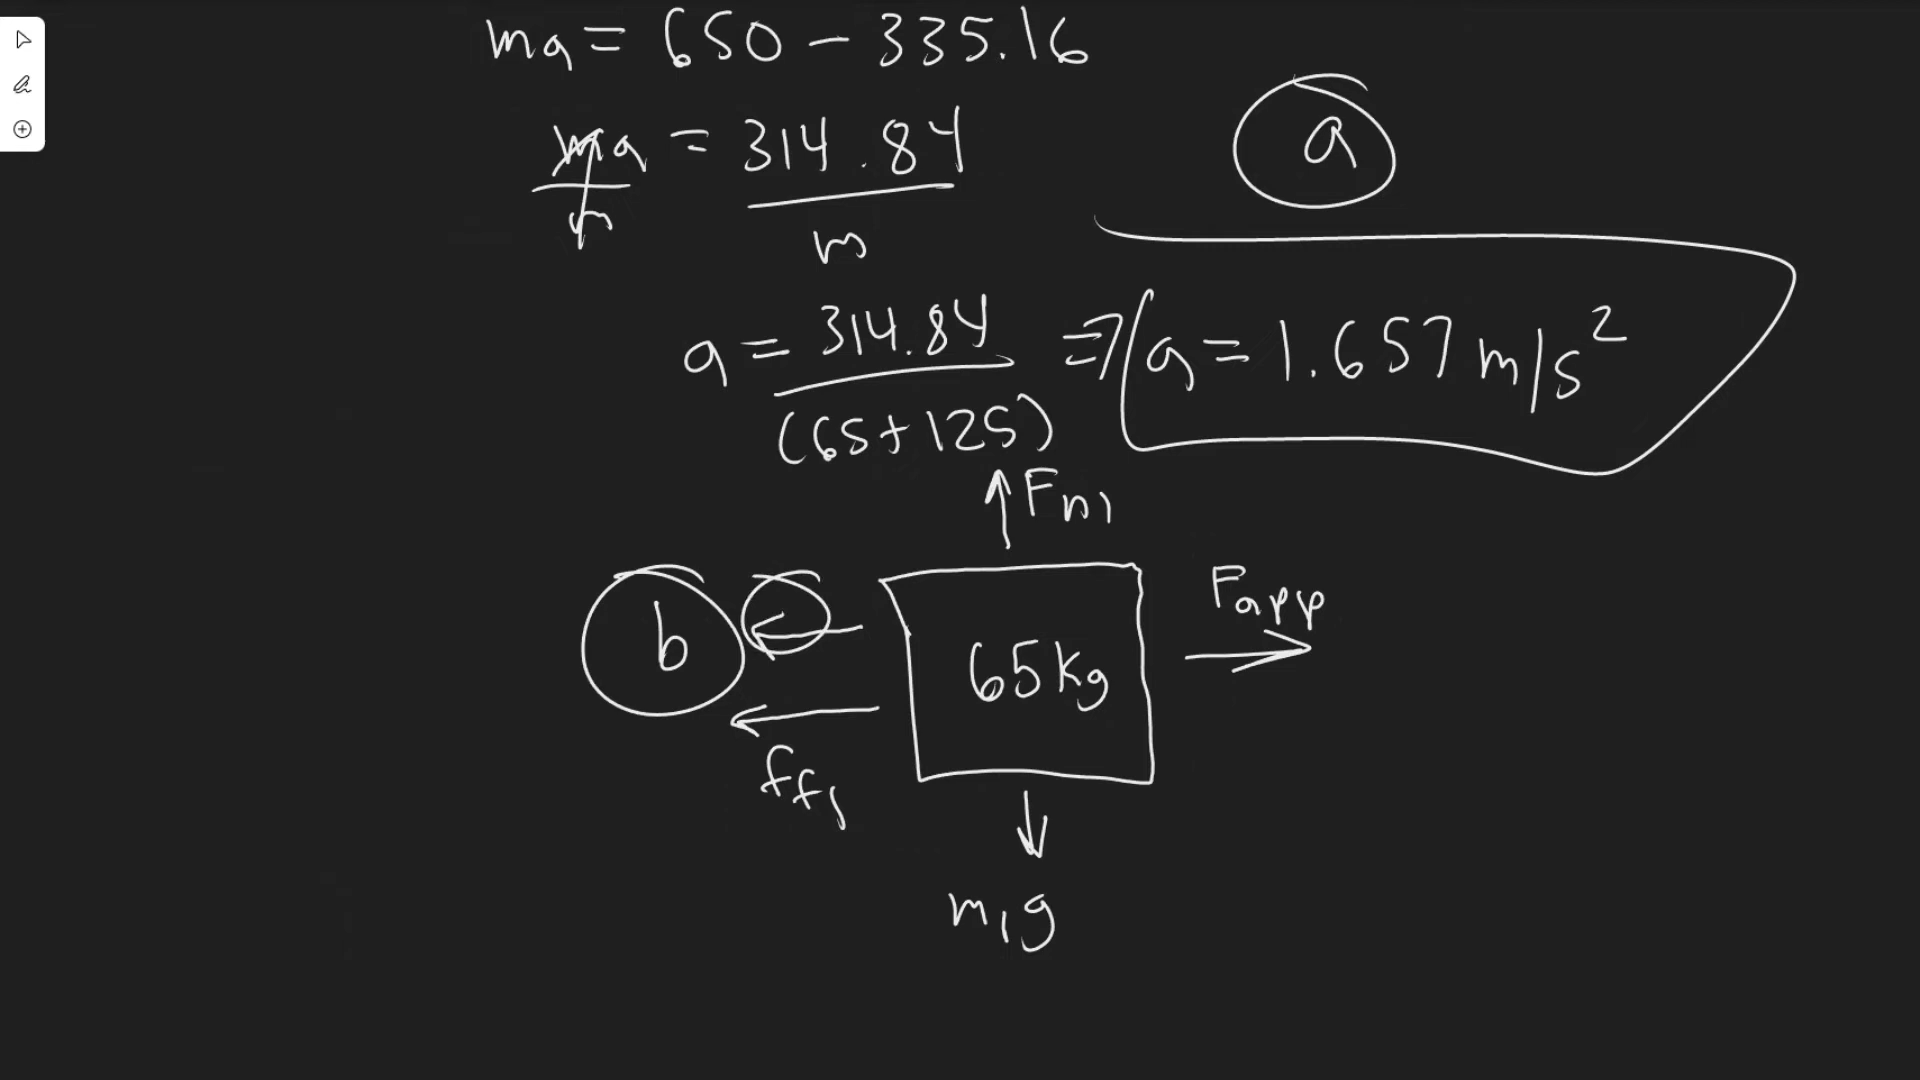 ma = 650 - 335.16
ma = 314.84
m m
a
a = 314.84 => a = 1.657 m/s²
(65+125)
Fn1
b
65kg
Fapp
ff1
m1g